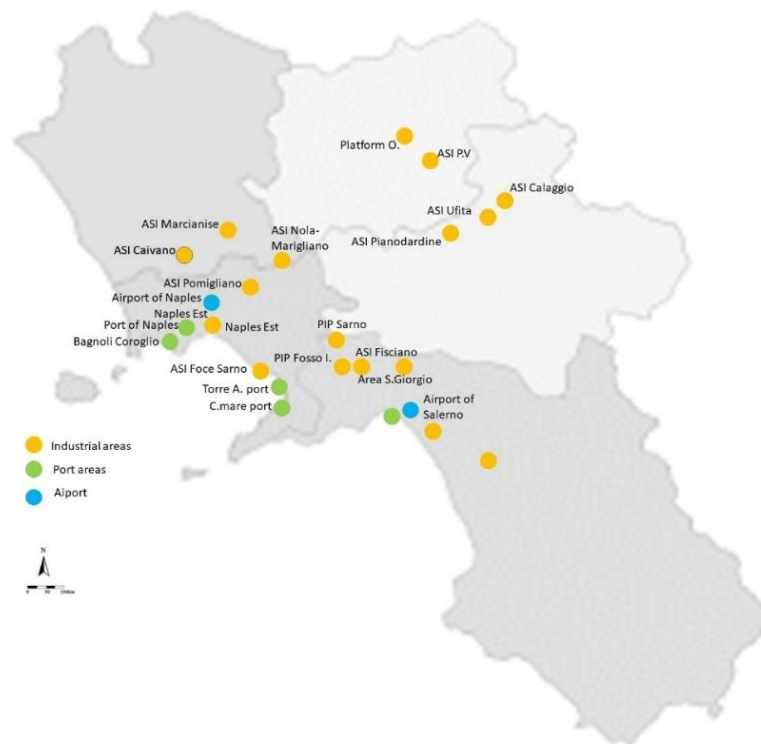 Platform O.
ASI P.V
ASI Calaggio
ASI Ufita
ASI Pianodardine
ASI Marcianise
ASI Nola-
Marigliano
ASI Caivano
ASI Pomigliano
Airport of Naples
Naples Est
Port of Naples
Naples Est
Bagnoli Coroglio
PIP Sarno
PIP Fosso I.
ASI Fisciano
Area S.Giorgio
ASI Foce Sarno
Torre A. port
C.mare port
Airport of
Salerno
Industrial areas
Port areas
Aiport
N